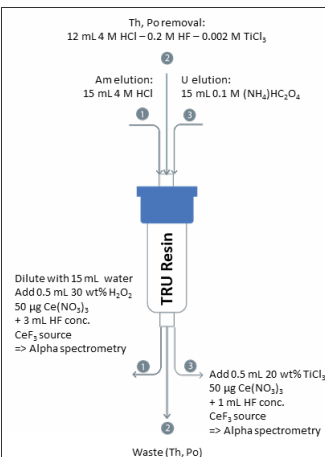 Th, Po removal:
12 mL 4 M HCl – 0.2 M HF – 0.002 M TiCl₃
2
Am elution:
15 mL 4 M HCl
U elution:
15 mL 0.1 M (NH₄)HC₂O₄
1
3
TRU Resin
Dilute with 15 mL water
Add 0.5 mL 30 wt% H₂O₂
50 µg Ce(NO₃)₃
+ 3 mL HF conc.
CeF₃ source
=> Alpha spectrometry
1
3
Add 0.5 mL 20 wt% TiCl₃
50 µg Ce(NO₃)₃
+ 1 mL HF conc.
CeF₃ source
=> Alpha spectrometry
2
Waste (Th, Po)